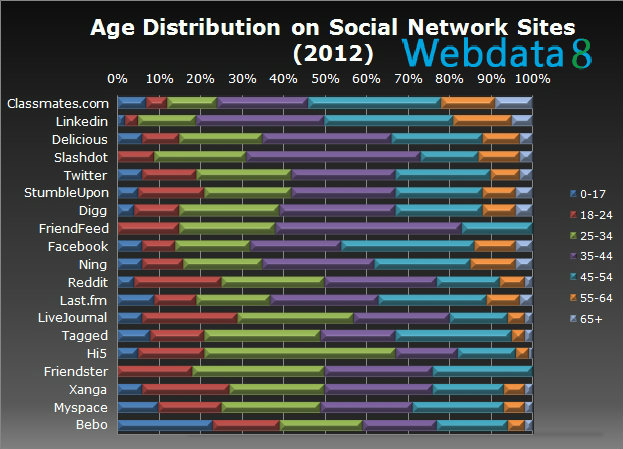 Age Distribution on Social Network Sites
(2012)
Webdata8
0% 10% 20% 30% 40% 50% 60% 70% 80% 90% 100%
Classmates.com
Linkedin
Delicious
Slashdot
Twitter
StumbleUpon
Digg
FriendFeed
Facebook
Ning
Reddit
Last.fm
LiveJournal
Tagged
Hi5
Friendster
Xanga
Myspace
Bebo
0-17
18-24
25-34
35-44
45-54
55-64
65+